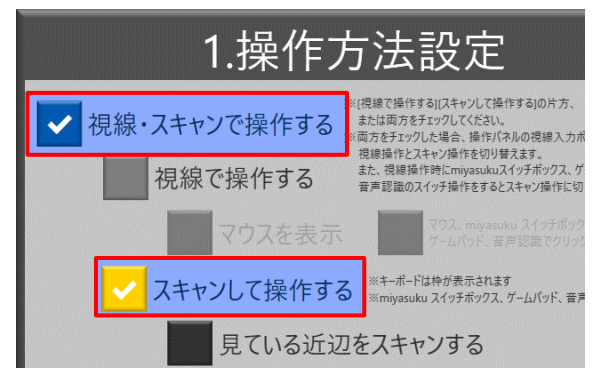 1.操作方法設定
視線・スキャンで操作する
※[視線で操作する][スキャンして操作する]の片方、
または両方をチェックしてください。
※両方をチェックした場合、操作パネルの視線入力ボ
視線操作とスキャン操作を切り替えます。
また、視線操作時にmiyasukuスイッチボックス、ゲ
音声認識のスイッチ操作をするとスキャン操作に切
視線で操作する
マウスを表示
マウス、miyasuku スイッチボック
ゲームパッド、音声認識でクリック
スキャンして操作する
※キーボードは枠が表示されます
※miyasuku スイッチボックス、ゲームパッド、音声
見ている近辺をスキャンする